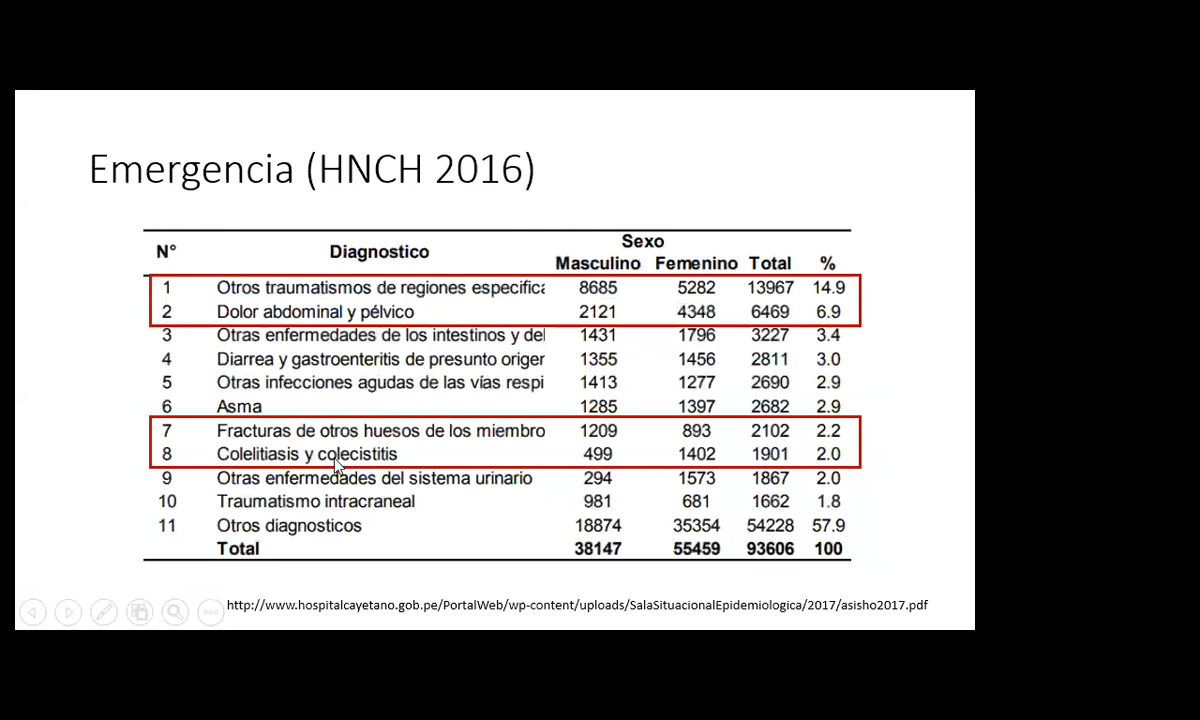 Emergencia (HNCH 2016)
N° Diagnostico Sexo
Masculino Femenino Total %
1 Otros traumatismos de regiones especifica 8685 5282 13967 14.9
2 Dolor abdominal y pélvico 2121 4348 6469 6.9
3 Otras enfermedades de los intestinos y del 1431 1796 3227 3.4
4 Diarrea y gastroenteritis de presunto origen 1355 1456 2811 3.0
5 Otras infecciones agudas de las vías respi 1413 1277 2690 2.9
6 Asma 1285 1397 2682 2.9
7 Fracturas de otros huesos de los miembro 1209 893 2102 2.2
8 Colelitiasis y colecistitis 499 1402 1901 2.0
9 Otras enfermedades del sistema urinario 294 1573 1867 2.0
10 Traumatismo intracraneal 981 681 1662 1.8
11 Otros diagnosticos 18874 35354 54228 57.9
Total 38147 55459 93606 100
http://www.hospitalcayetano.gob.pe/PortalWeb/wp-content/uploads/SalaSituacionalEpidemiologica/2017/asisho2017.pdf